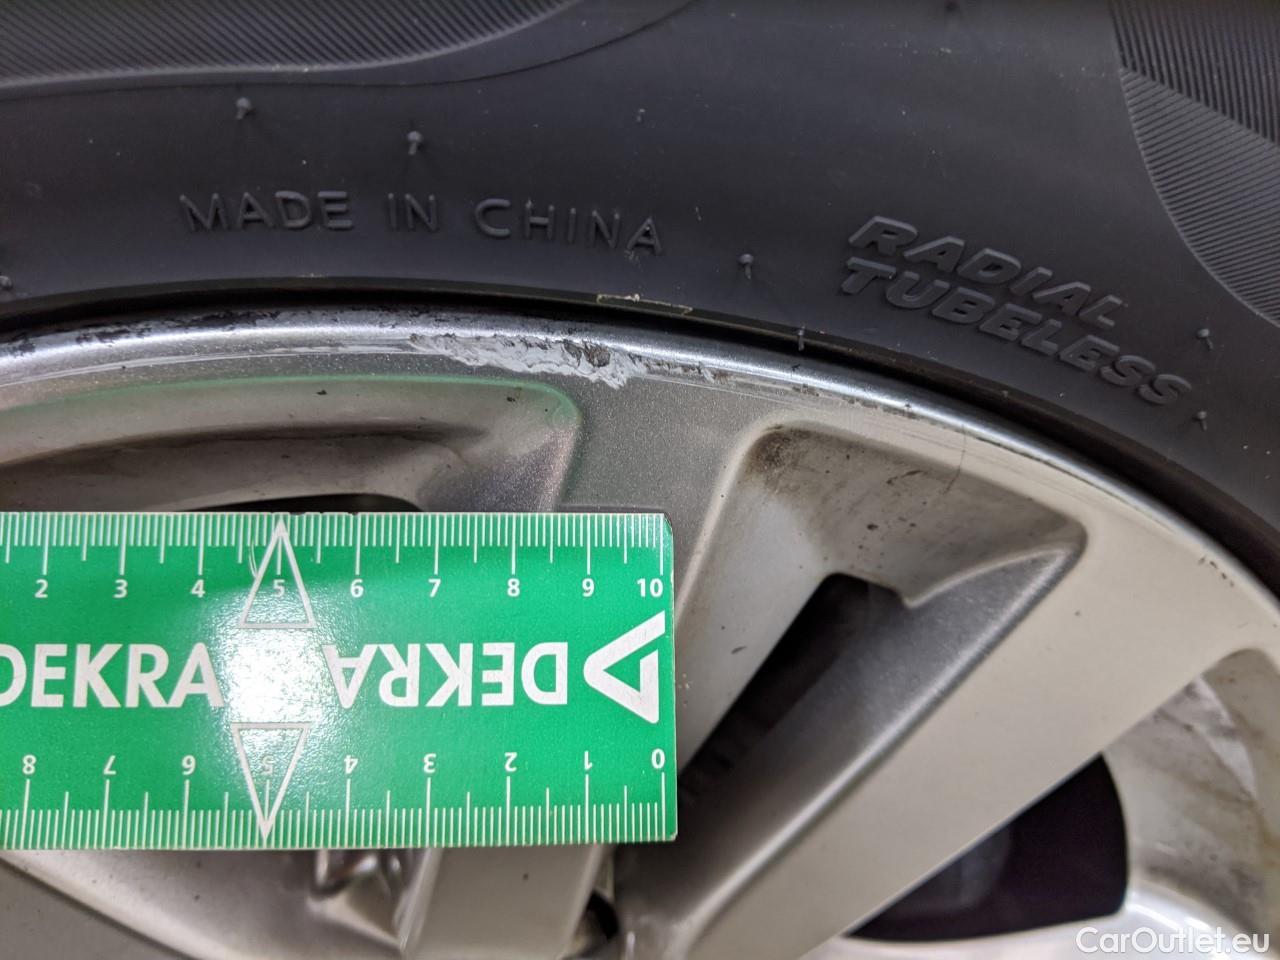 MADE IN CHINA
RADIAL
TUBELESS
2 3 4 5 6 7 8 9 10
DEKRA DEKRA
8 7 6 5 4 3 2 1 0
CarOutlet.eu